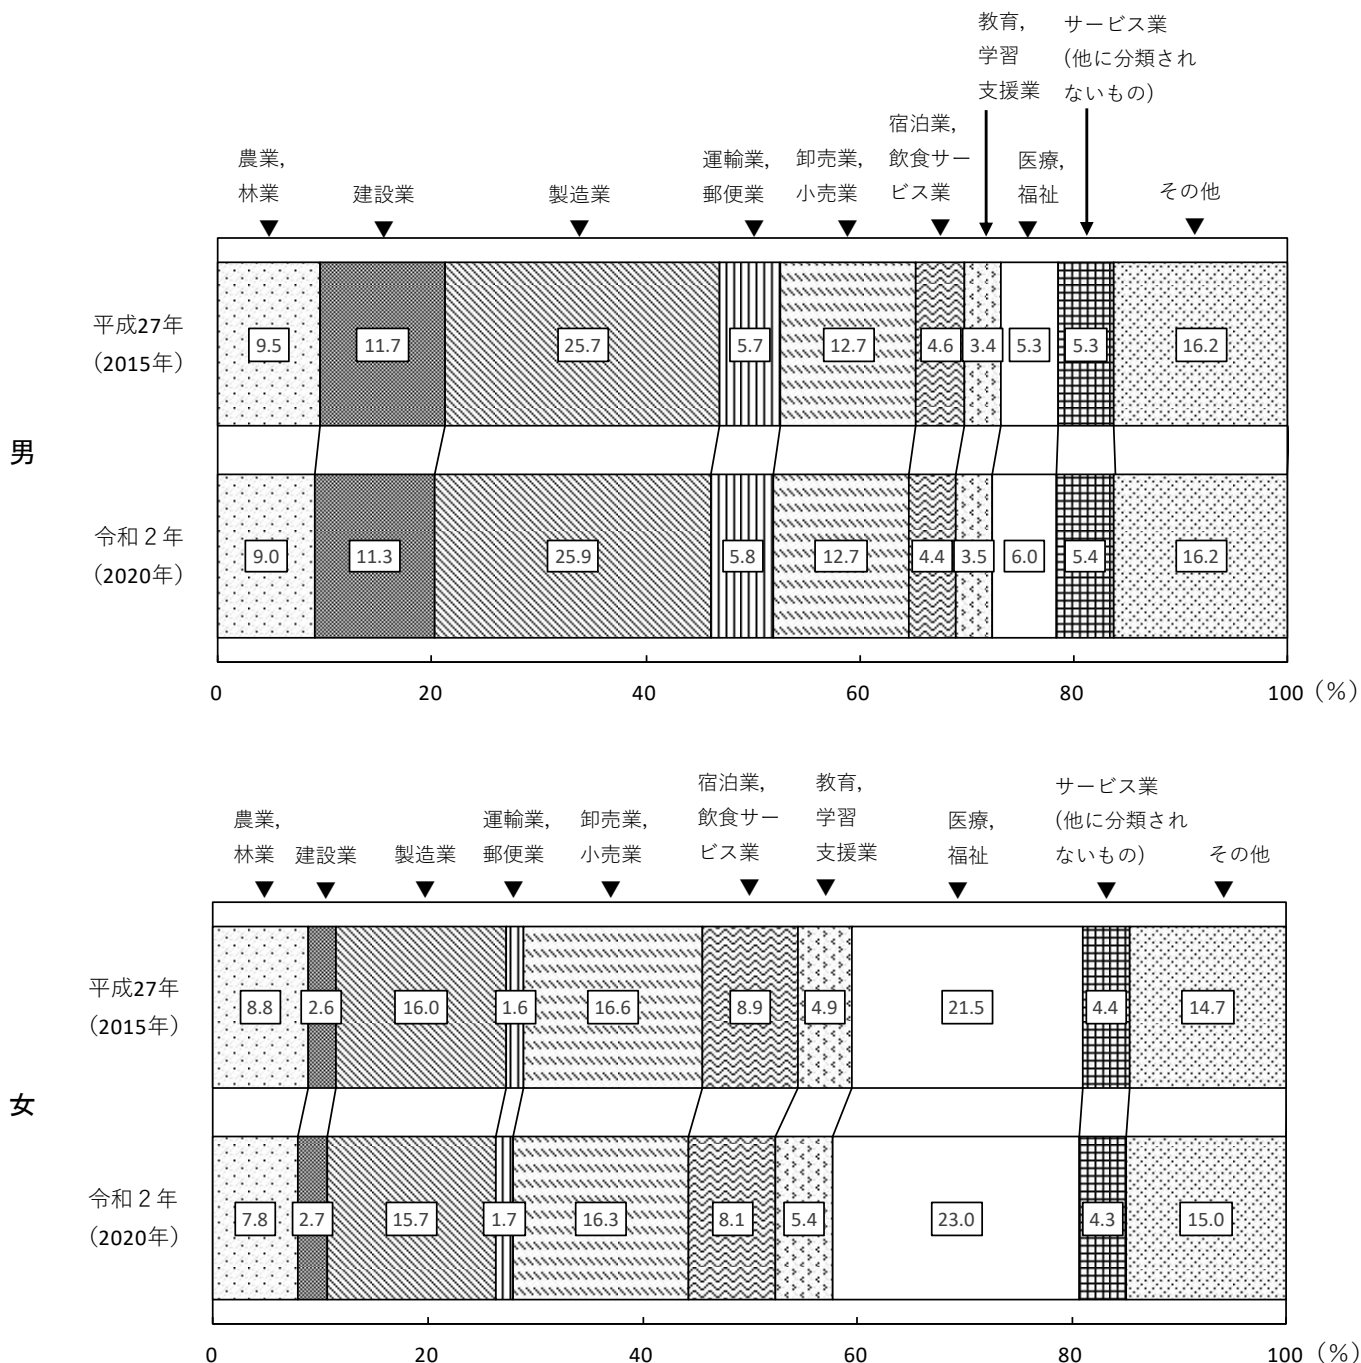 教育,
学習
支援業
サービス業
(他に分類され
ないもの)
宿泊業,
飲食サー
ビス業
農業,
林業
建設業
製造業
運輸業,
郵便業
卸売業,
小売業
医療,
福祉
その他
男
平成27年
（2015年）
9.5 11.7 25.7 5.7 12.7 4.6 3.4 5.3 5.3 16.2
令和２年
（2020年）
9.0 11.3 25.9 5.8 12.7 4.4 3.5 6.0 5.4 16.2
0 20 40 60 80 100 （%）
農業,
林業
建設業
製造業
運輸業,
郵便業
卸売業,
小売業
宿泊業,
飲食サー
ビス業
教育,
学習
支援業
医療,
福祉
サービス業
(他に分類され
ないもの)
その他
女
平成27年
（2015年）
8.8 2.6 16.0 1.6 16.6 8.9 4.9 21.5 4.4 14.7
令和２年
（2020年）
7.8 2.7 15.7 1.7 16.3 8.1 5.4 23.0 4.3 15.0
0 20 40 60 80 100 （%）